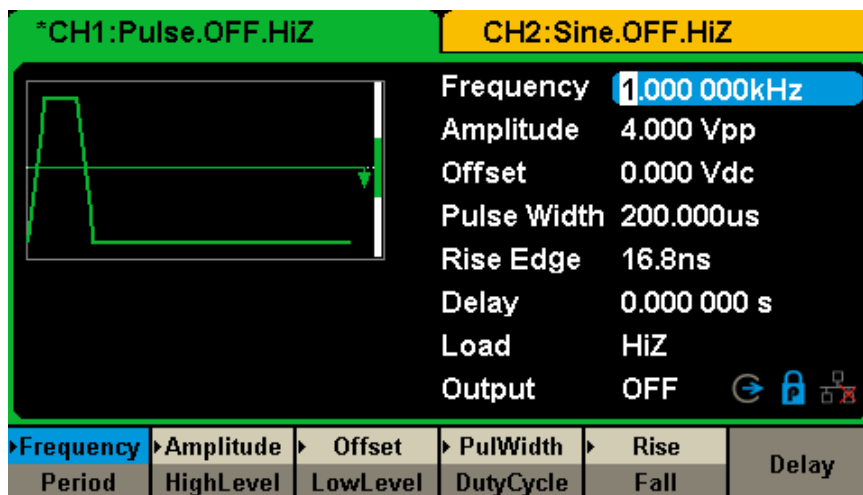 *CH1:Pulse.OFF.HiZ
CH2:Sine.OFF.HiZ
Frequency 1.000 000kHz
Amplitude 4.000 Vpp
Offset 0.000 Vdc
Pulse Width 200.000us
Rise Edge 16.8ns
Delay 0.000 000 s
Load HiZ
Output OFF
P
Frequency Amplitude Offset PulWidth Rise Delay
Period HighLevel LowLevel DutyCycle Fall